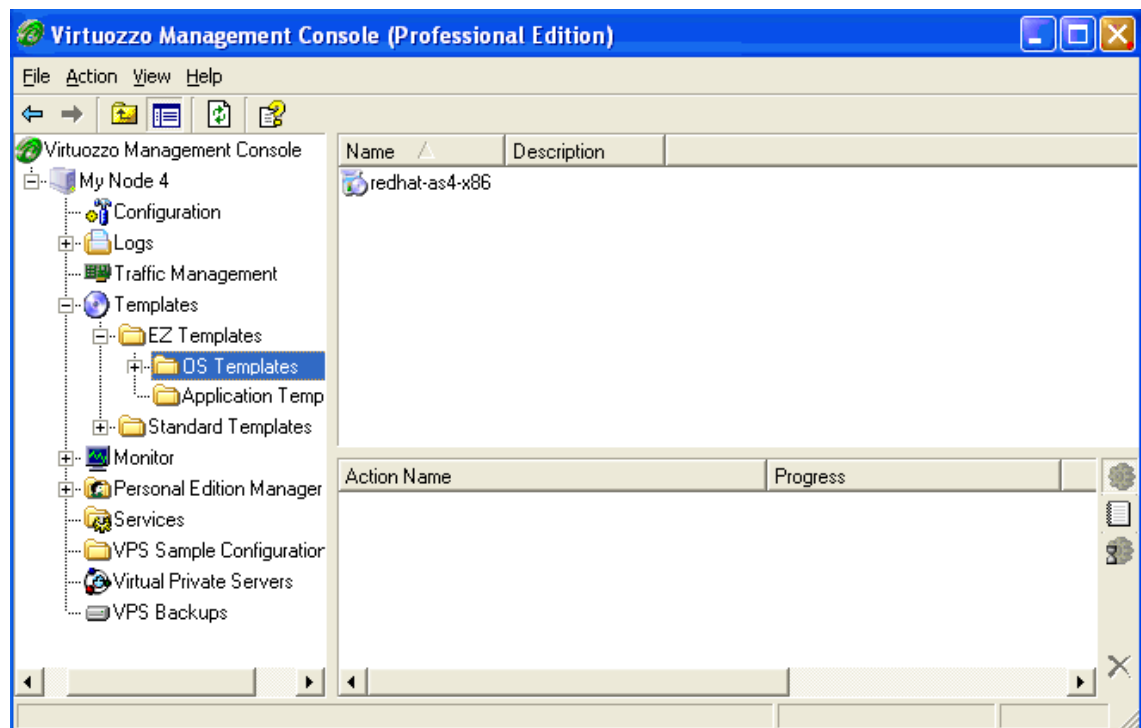 Virtuozzo Management Console (Professional Edition)
File Action View Help
Virtuozzo Management Console
My Node 4
Configuration
Logs
Traffic Management
Templates
EZ Templates
OS Templates
Application Temp
Standard Templates
Monitor
Personal Edition Manager
Services
VPS Sample Configuration
Virtual Private Servers
VPS Backups
Name Description
redhat-as4-x86
Action Name Progress